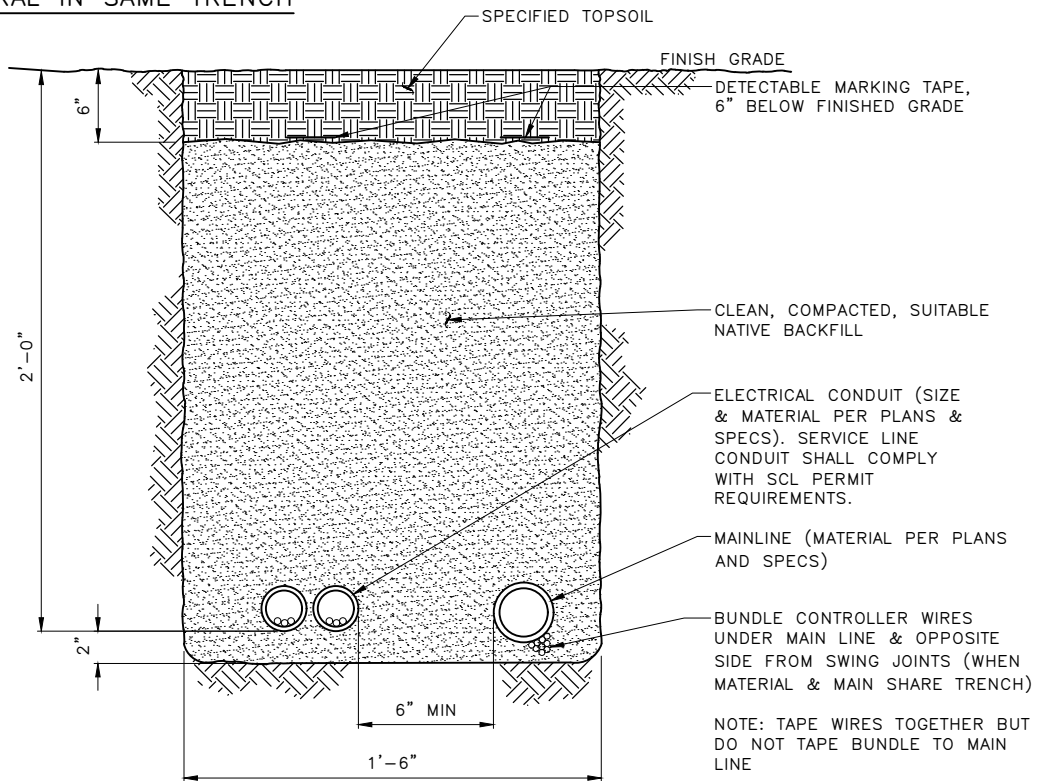 RAL IN SAME TRENCH
SPECIFIED TOPSOIL
FINISH GRADE
DETECTABLE MARKING TAPE,
6" BELOW FINISHED GRADE
6"
2'-0"
CLEAN, COMPACTED, SUITABLE
NATIVE BACKFILL
ELECTRICAL CONDUIT (SIZE
& MATERIAL PER PLANS &
SPECS). SERVICE LINE
CONDUIT SHALL COMPLY
WITH SCL PERMIT
REQUIREMENTS.
MAINLINE (MATERIAL PER PLANS
AND SPECS)
2"
BUNDLE CONTROLLER WIRES
UNDER MAIN LINE & OPPOSITE
SIDE FROM SWING JOINTS (WHEN
MATERIAL & MAIN SHARE TRENCH)
NOTE: TAPE WIRES TOGETHER BUT
DO NOT TAPE BUNDLE TO MAIN
LINE
6" MIN
1'-6"